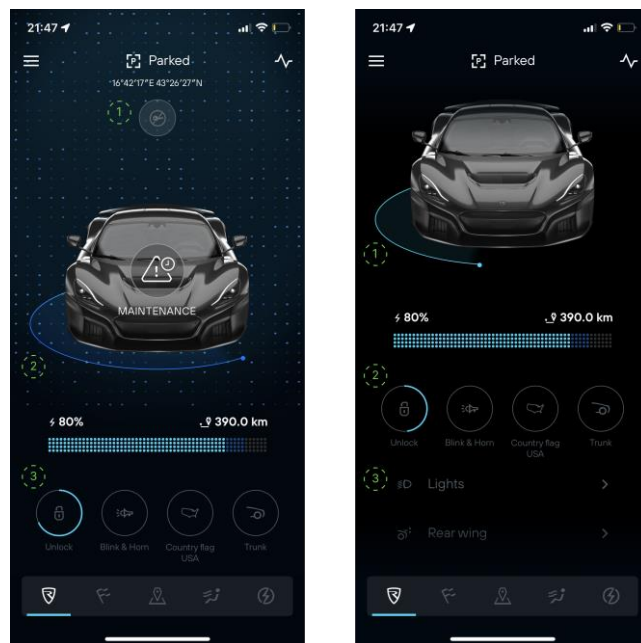 21:47
P Parked
16°42'17"E 43°26'27"N
1
MAINTENANCE
2
80%
390.0 km
3
Unlock
Blink & Horn
Country flag
USA
Trunk
21:47
P Parked
1
80%
390.0 km
2
Unlock
Blink & Horn
Country flag
USA
Trunk
3
Lights
Rear wing